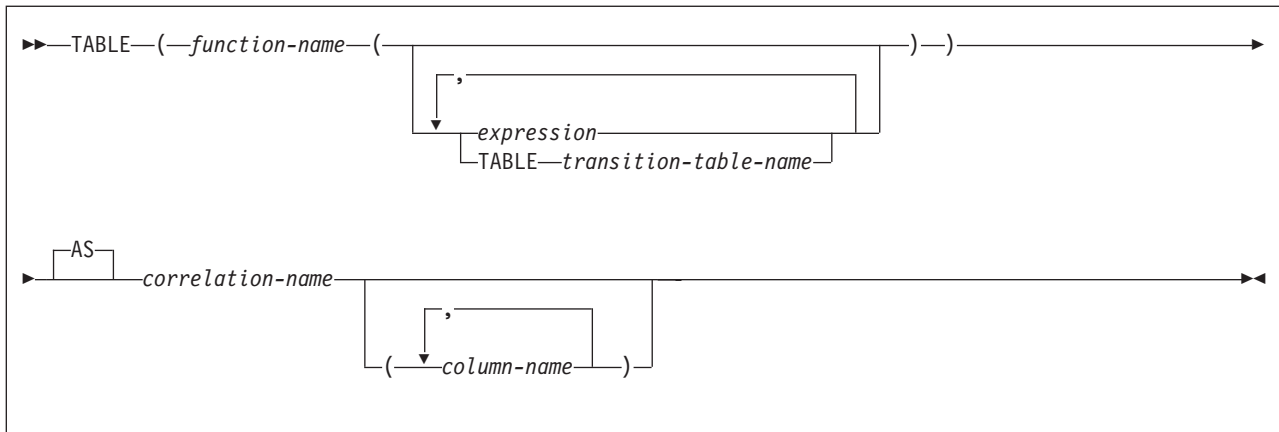 TABLE ( function-name ( ) )
,
expression
TABLE transition-table-name
AS
correlation-name
,
( column-name )